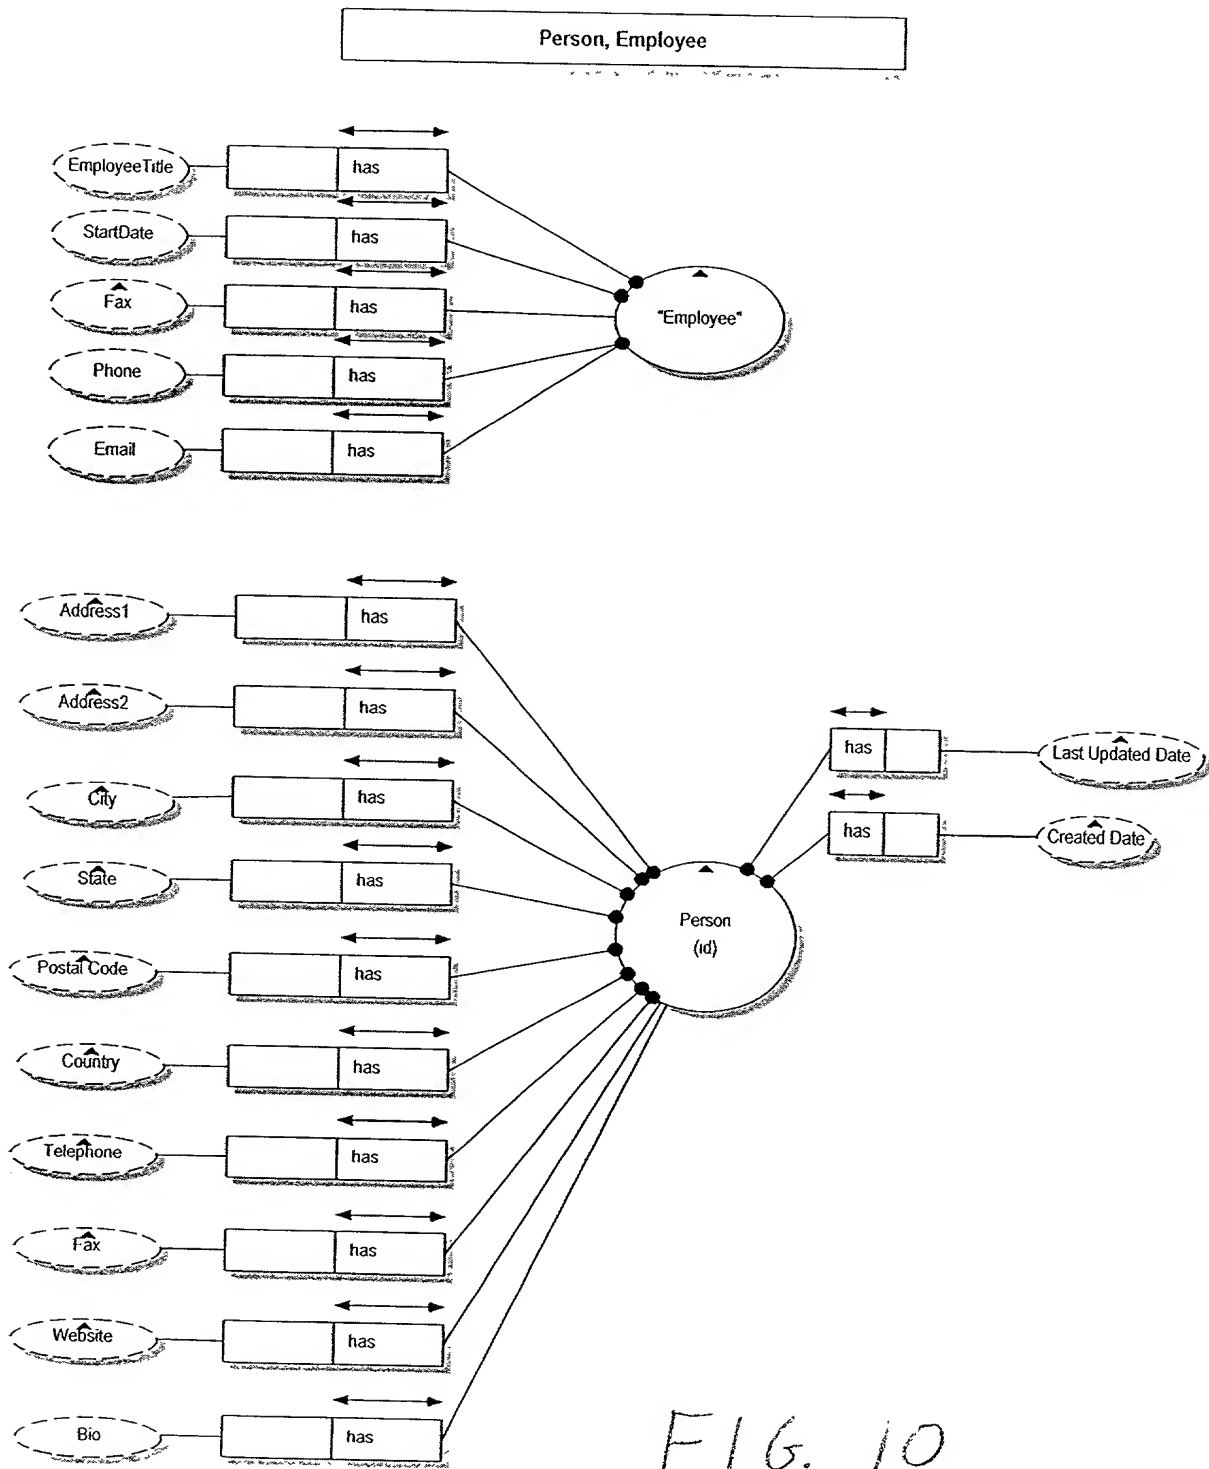 Person, Employee
EmployeeTitle
has
StartDate
has
Fax
has
"Employee"
Phone
has
Email
has
Address1
has
Address2
has
has
Last Updated Date
City
has
has
Created Date
State
has
Person
(id)
Postal Code
has
Country
has
Telephone
has
Fax
has
Website
has
Bio
has
FIG. 10